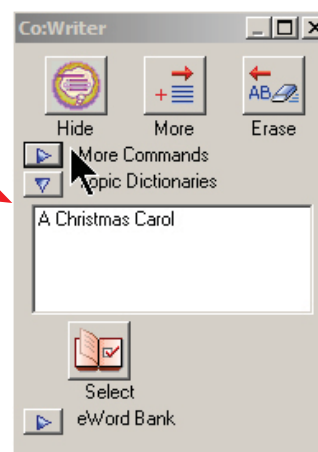 Co:Writer
AB
Hide More Erase
More Commands
Topic Dictionaries
A Christmas Carol
Select
eWord Bank